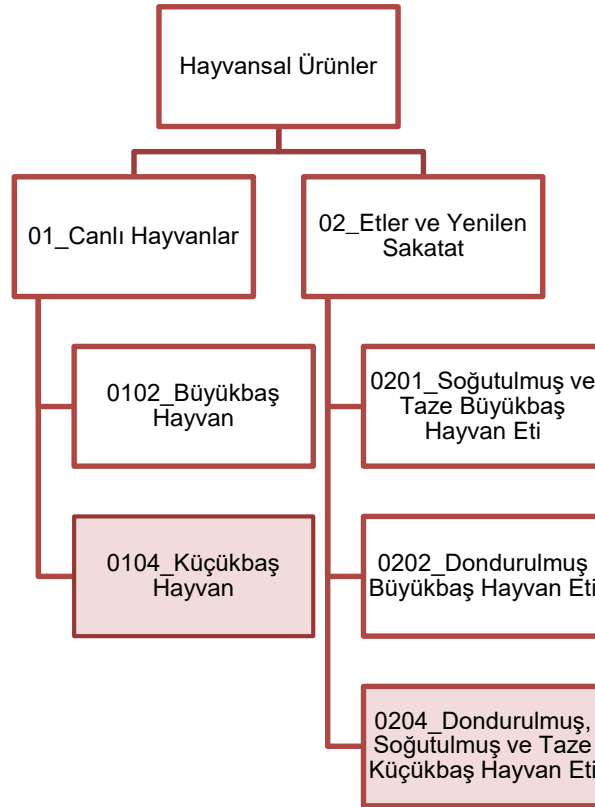 Hayvansal Ürünler
01_Canlı Hayvanlar
02_Etler ve Yenilen
Sakatat
0102_Büyükbaş
Hayvan
0201_Soğutulmuş ve
Taze Büyükbaş
Hayvan Eti
0104_Küçükbaş
Hayvan
0202_Dondurulmuş
Büyükbaş Hayvan Eti
0204_Dondurulmuş,
Soğutulmuş ve Taze
Küçükbaş Hayvan Eti